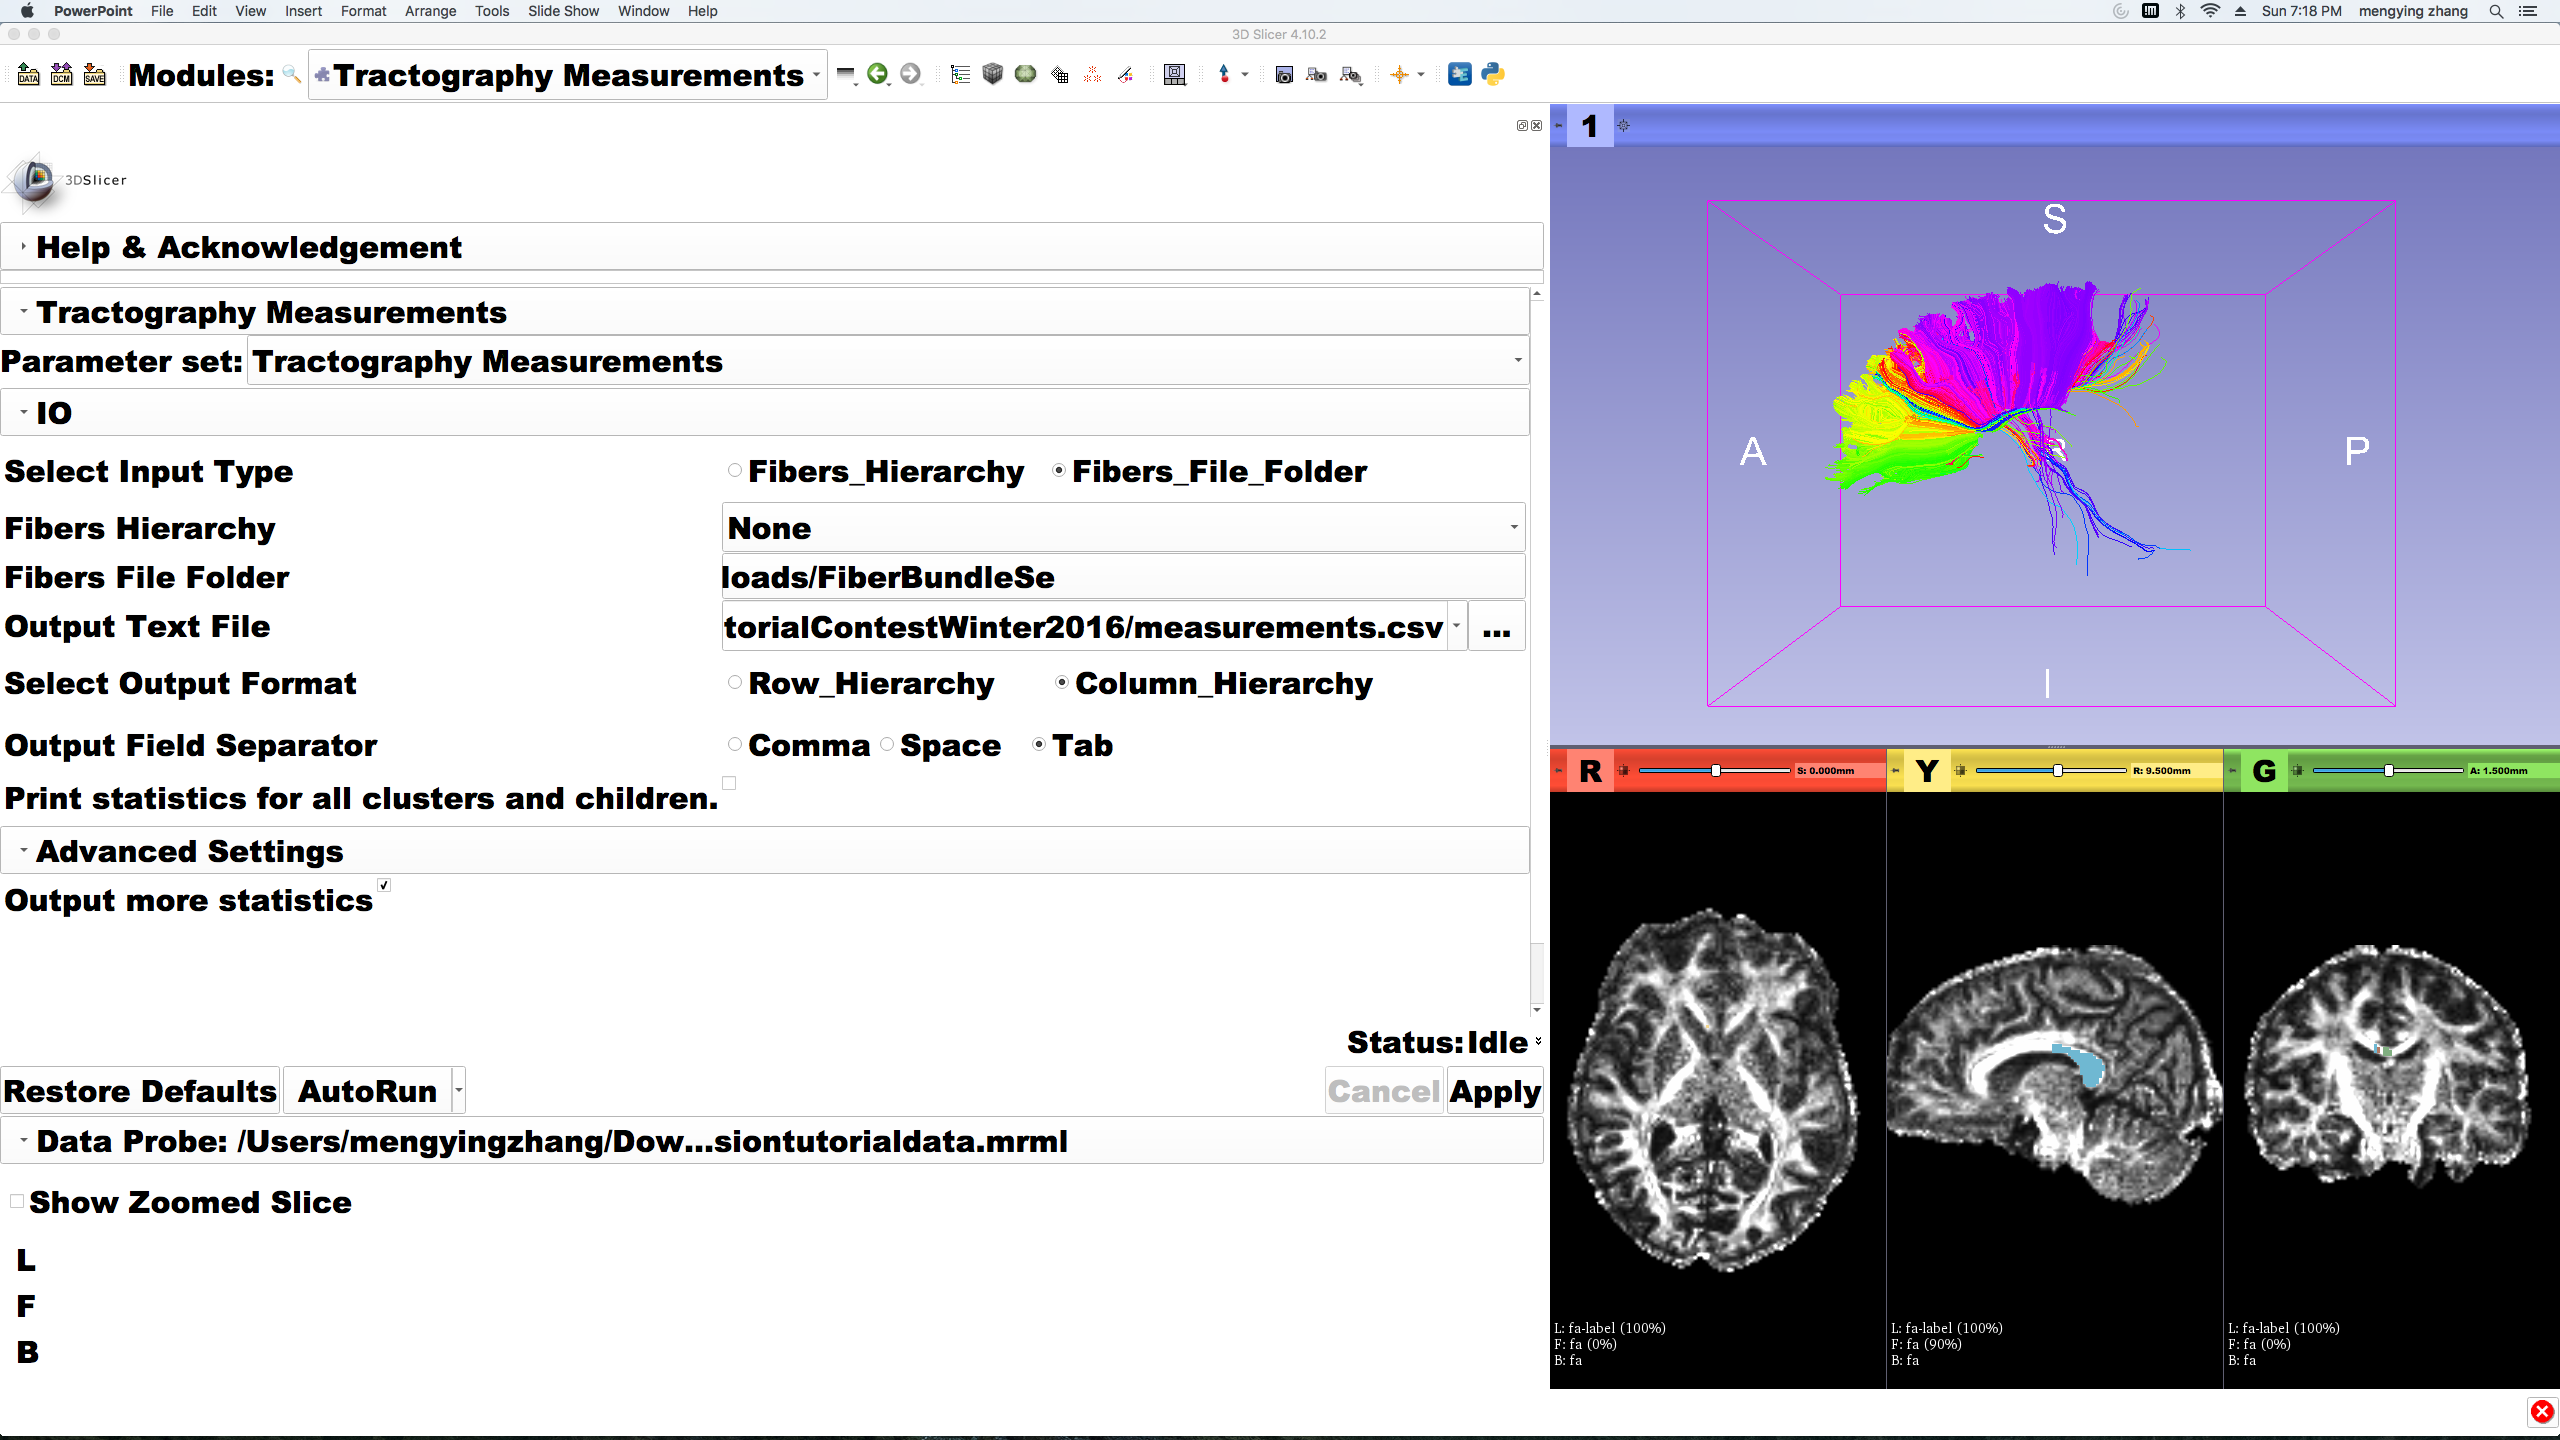 PowerPoint File Edit View Insert Format Arrange Tools Slide Show Window Help Sun 7:18 PM mengying zhang
3D Slicer 4.10.2
DATA DCM SAVE Modules: Tractography Measurements
1
3DSlicer
Help & Acknowledgement
Tractography Measurements
Parameter set: Tractography Measurements
IO
Select Input Type Fibers_Hierarchy Fibers_File_Folder
Fibers Hierarchy None
Fibers File Folder loads/FiberBundleSe
Output Text File torialContestWinter2016/measurements.csv ...
Select Output Format Row_Hierarchy Column_Hierarchy
Output Field Separator Comma Space Tab
Print statistics for all clusters and children.
Advanced Settings
Output more statistics
Status: Idle
Restore Defaults AutoRun Cancel Apply
Data Probe: /Users/mengyingzhang/Dow...siontutorialdata.mrml
Show Zoomed Slice
L
F
B
S
A P
I
R S: 0.000mm
Y R: 9.500mm
G A: 1.500mm
L: fa-label (100%)
F: fa (0%)
B: fa
L: fa-label (100%)
F: fa (90%)
B: fa
L: fa-label (100%)
F: fa (0%)
B: fa